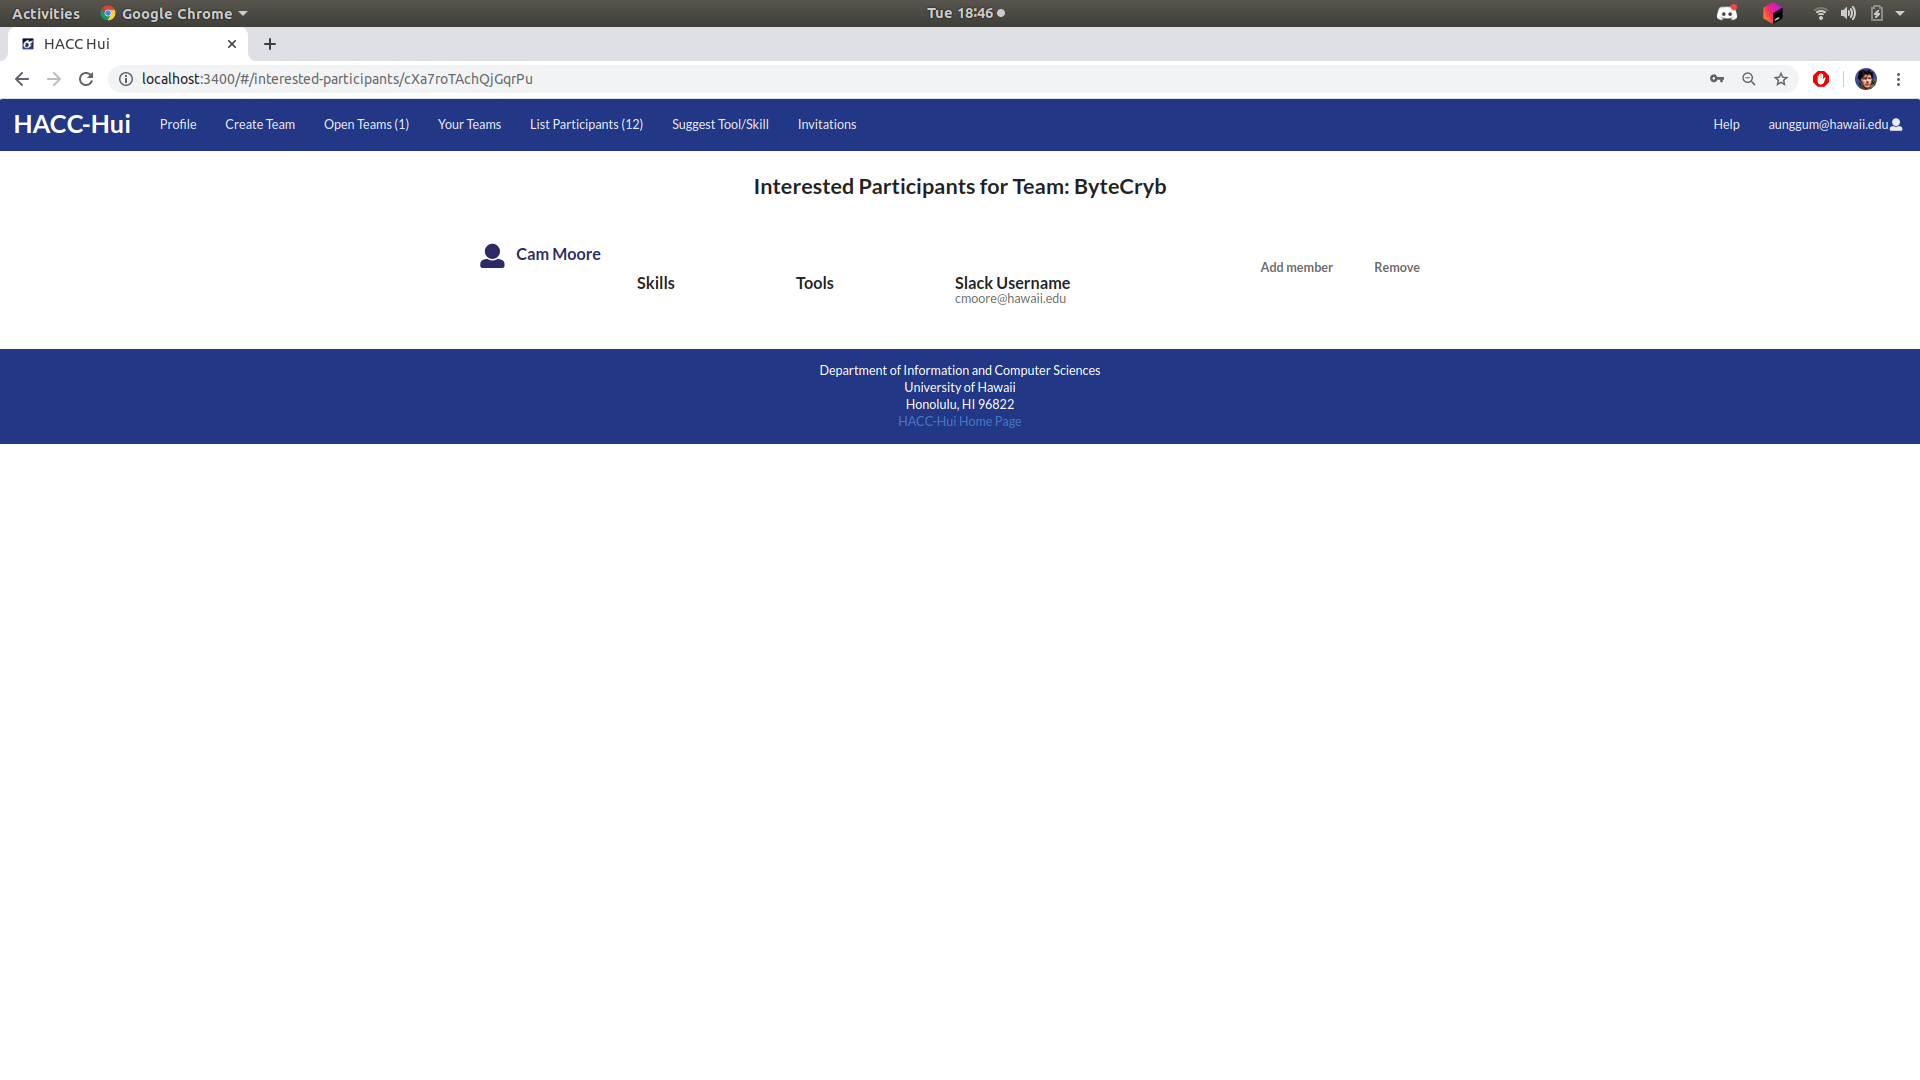 Activities Google Chrome Tue 18:46
HACC Hui
localhost:3400/#/interested-participants/cXa7roTAchQjGqrPu
HACC-Hui Profile Create Team Open Teams (1) Your Teams List Participants (12) Suggest Tool/Skill Invitations Help aunggum@hawaii.edu
Interested Participants for Team: ByteCryb
Cam Moore
Add member Remove
Skills Tools Slack Username
cmoore@hawaii.edu
Department of Information and Computer Sciences
University of Hawaii
Honolulu, HI 96822
HACC-Hui Home Page